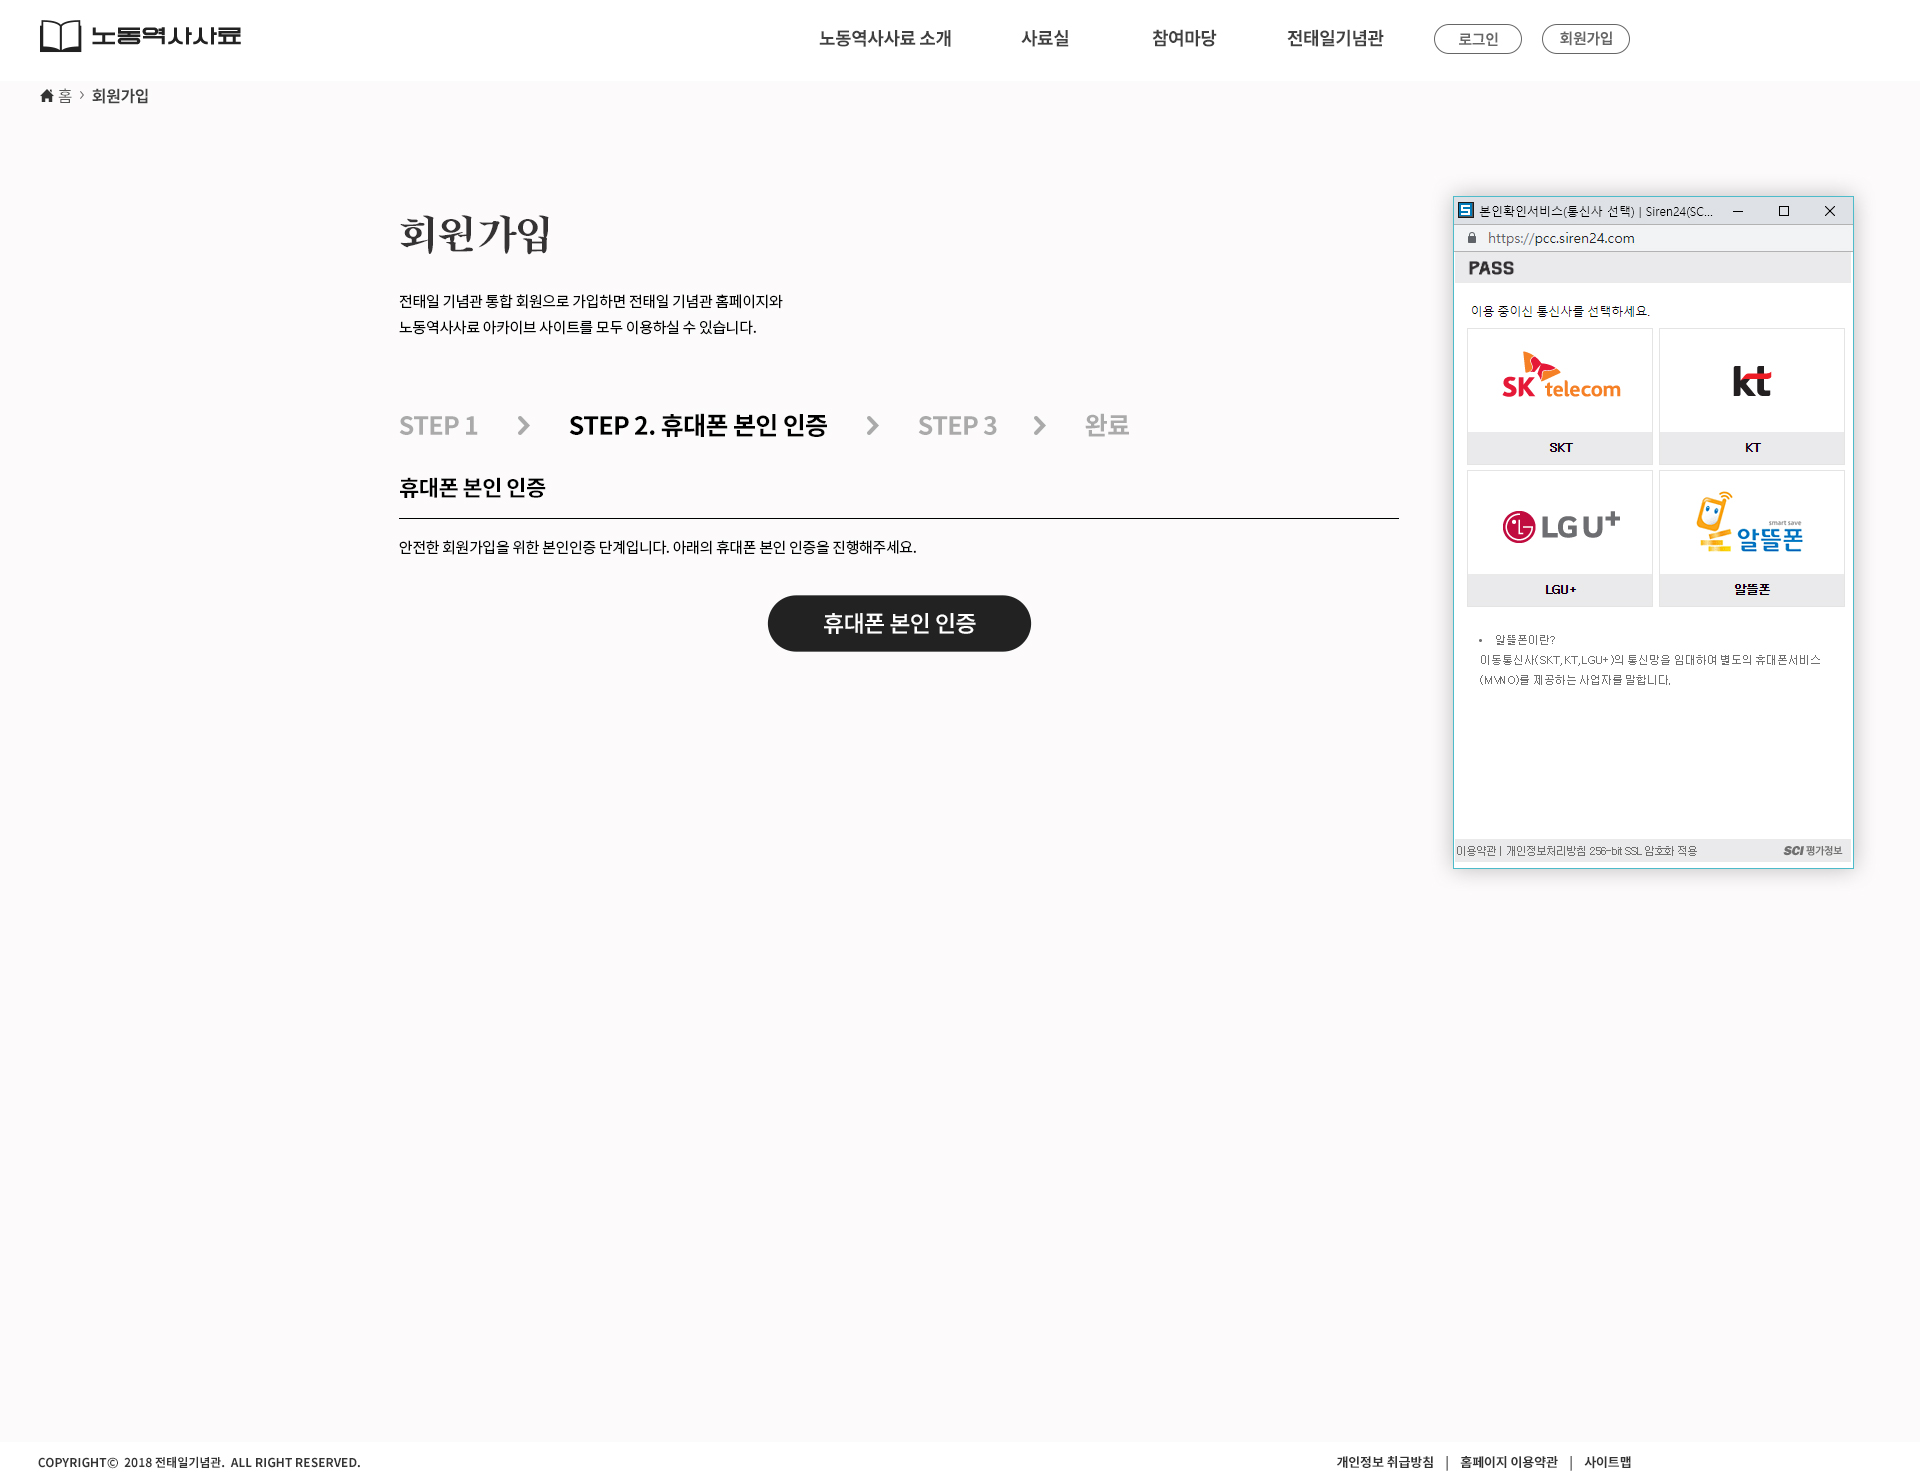 노동역사사료
노동역사사료 소개
사료실
참여마당
전태일기념관
로그인
회원가입
홈 > 회원가입
회원가입
전태일 기념관 통합 회원으로 가입하면 전태일 기념관 홈페이지와
노동역사사료 아카이브 사이트를 모두 이용하실 수 있습니다.
STEP 1 > STEP 2. 휴대폰 본인 인증 > STEP 3 > 완료
휴대폰 본인 인증
안전한 회원가입을 위한 본인인증 단계입니다. 아래의 휴대폰 본인 인증을 진행해주세요.
휴대폰 본인 인증
본인확인서비스(통신사 선택) | Siren24(SC...
https://pcc.siren24.com
PASS
이용 중이신 통신사를 선택하세요.
SK telecom
kt
SKT
KT
LG U+
smart save
알뜰폰
LGU+
알뜰폰
• 알뜰폰이란?
이동통신사(SKT,KT,LGU+)의 통신망을 임대하여 별도의 휴대폰서비스
(MVNO)를 제공하는 사업자를 말합니다.
이용약관 | 개인정보처리방침 256-bit SSL 암호화 적용
SCI 평가정보
COPYRIGHT© 2018 전태일기념관. ALL RIGHT RESERVED.
개인정보 취급방침 | 홈페이지 이용약관 | 사이트맵